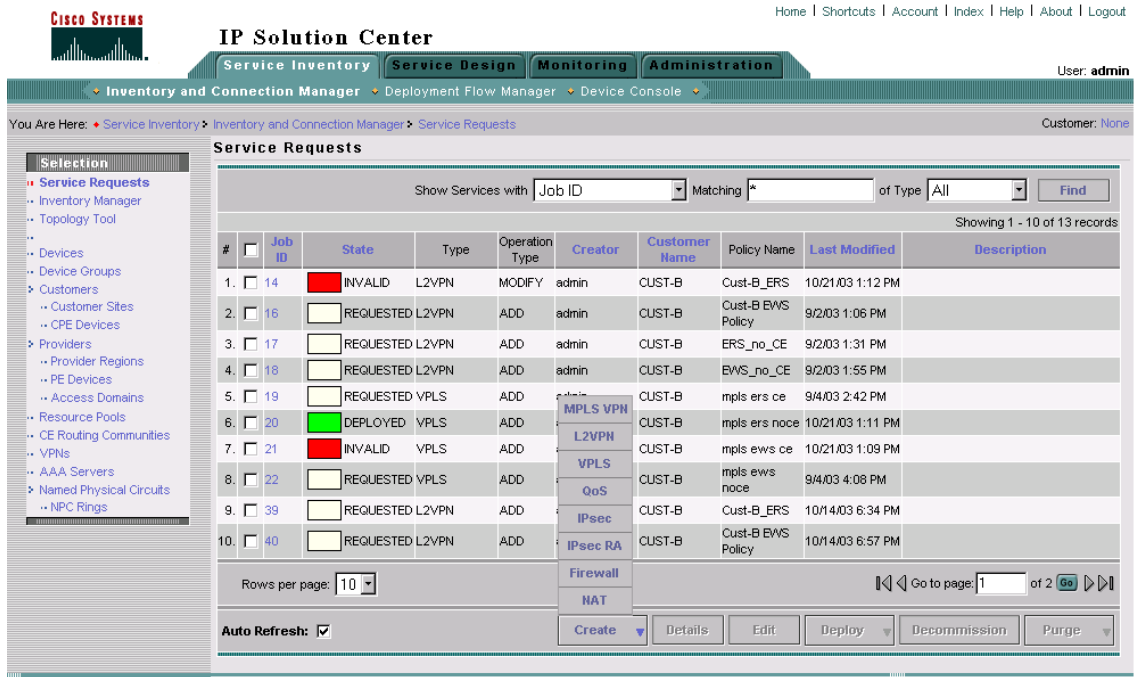 Home | Shortcuts | Account | Index | Help | About | Logout
CISCO SYSTEMS
IP Solution Center
Service Inventory Service Design Monitoring Administration
User: admin
Inventory and Connection Manager Deployment Flow Manager Device Console
You Are Here: Service Inventory Inventory and Connection Manager Service Requests
Customer: None
Service Requests
Selection
Service Requests
Inventory Manager
Topology Tool
Devices
Device Groups
Customers
Customer Sites
CPE Devices
Providers
Provider Regions
PE Devices
Access Domains
Resource Pools
CE Routing Communities
VPNs
AAA Servers
Named Physical Circuits
NPC Rings
Show Services with Job ID Matching * of Type All Find
Showing 1 - 10 of 13 records
# Job ID State Type Operation Type Creator Customer Name Policy Name Last Modified Description
1. 14 INVALID L2VPN MODIFY admin CUST-B Cust-B_ERS 10/21/03 1:12 PM
2. 16 REQUESTED L2VPN ADD admin CUST-B Cust-B EWS Policy 9/2/03 1:06 PM
3. 17 REQUESTED L2VPN ADD admin CUST-B ERS_no_CE 9/2/03 1:31 PM
4. 18 REQUESTED L2VPN ADD admin CUST-B EWS_no_CE 9/2/03 1:55 PM
5. 19 REQUESTED VPLS ADD CUST-B mpls ers ce 9/4/03 2:42 PM
6. 20 DEPLOYED VPLS ADD CUST-B mpls ers noce 10/21/03 1:11 PM
7. 21 INVALID VPLS ADD CUST-B mpls ews ce 10/21/03 1:09 PM
8. 22 REQUESTED VPLS ADD CUST-B mpls ews noce 9/4/03 4:08 PM
9. 39 REQUESTED L2VPN ADD CUST-B Cust-B_ERS 10/14/03 6:34 PM
10. 40 REQUESTED L2VPN ADD CUST-B Cust-B EWS Policy 10/14/03 6:57 PM
MPLS VPN
L2VPN
VPLS
QoS
IPsec
IPsec RA
Firewall
NAT
Rows per page: 10
Go to page: 1 of 2 Go
Auto Refresh:
Create Details Edit Deploy Decommission Purge